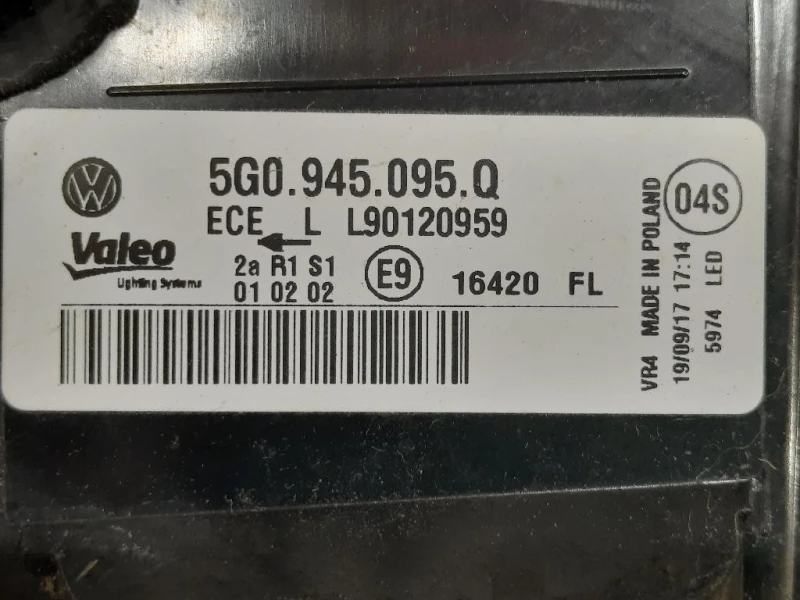 5G0.945.095.Q
ECE L L90120959
Valeo
Lighting Systems
2a R1 S1
01 02 02
E9
16420 FL
04S
VR4 MADE IN POLAND
19/09/17 17:14
5974 LED
VW